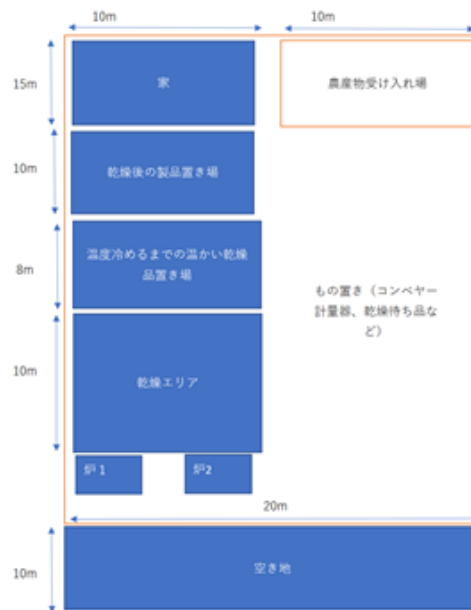 10m
10m
15m
家
農産物受け入れ場
10m
乾燥後の製品置き場
8m
温度冷めるまでの温かい乾燥
品置き場
もの置き（コンベヤー
計量器、乾燥待ち品な
ど）
10m
乾燥エリア
炉 1
炉2
20m
10m
空き地